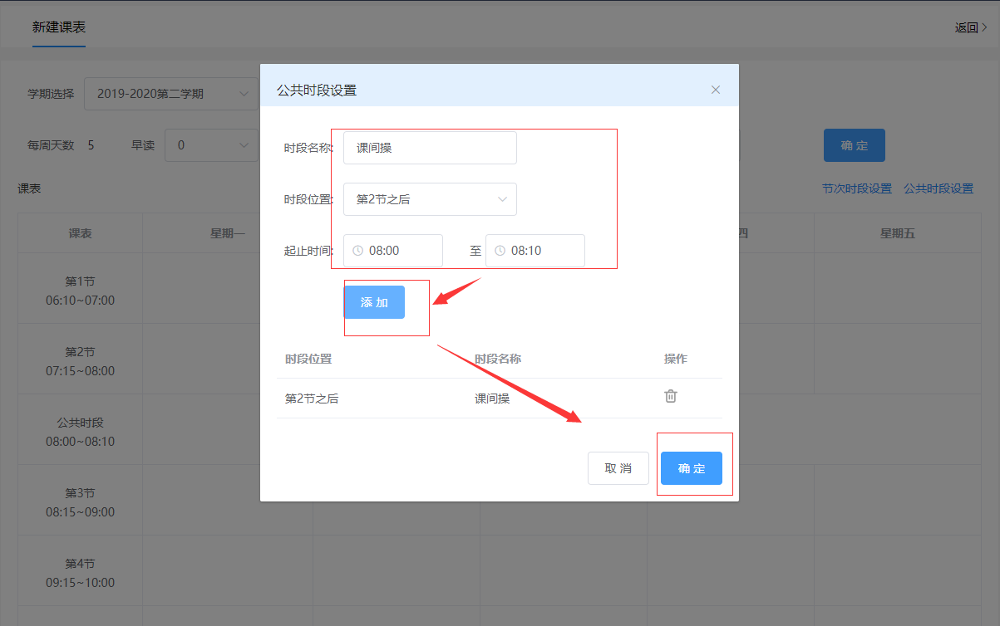 新建课表
返回
学期选择 2019-2020第二学期
每周天数 5 早读 0
确 定
课表
节次时段设置 公共时段设置
课表 星期一 四 星期五
第1节
06:10~07:00
第2节
07:15~08:00
公共时段
08:00~08:10
第3节
08:15~09:00
第4节
09:15~10:00
公共时段设置
时段名称: 课间操
时段位置: 第2节之后
起止时间: 08:00 至 08:10
添 加
时段位置 时段名称 操作
第2节之后 课间操
取 消 确 定